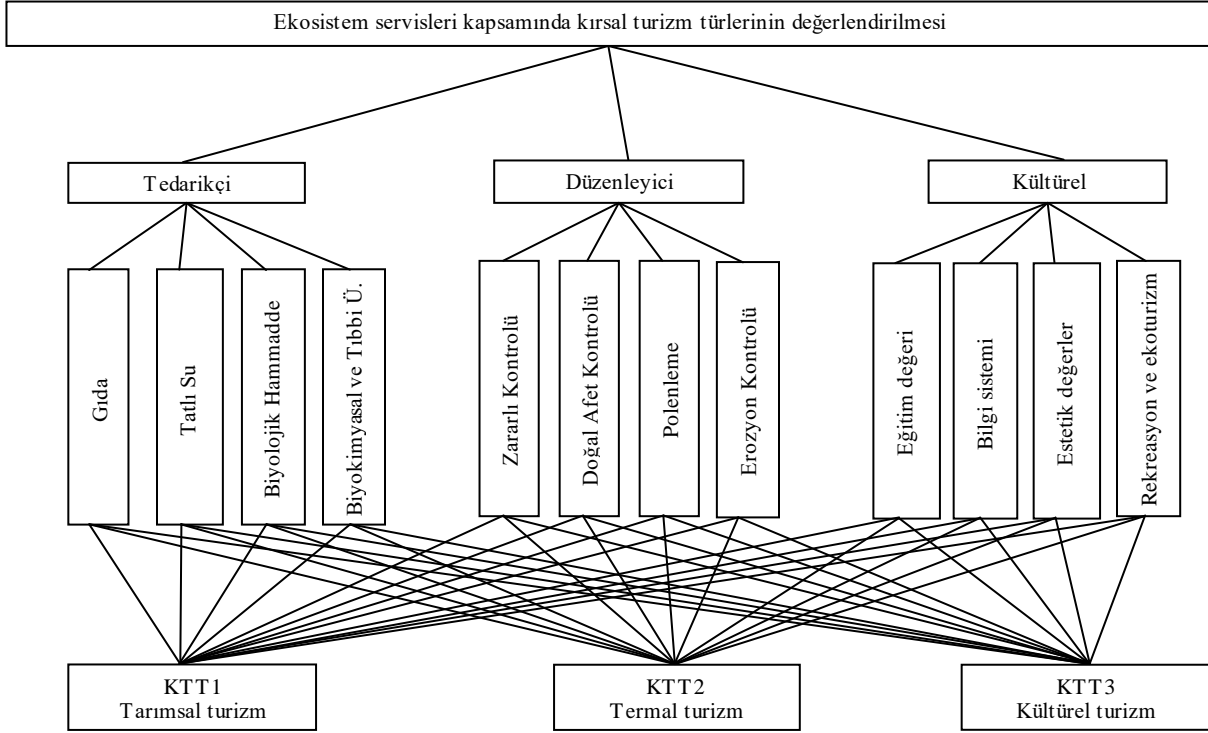 Ekosistem servisleri kapsamında kırsal turizm türlerinin değerlendirilmesi
Tedarikçi
Düzenleyici
Kültürel
Gıda
Tatlı Su
Biyolojik Hammadde
Biyokimyasal ve Tıbbi Ü.
Zararlı Kontrolü
Doğal Afet Kontrolü
Polenleme
Erozyon Kontrolü
Eğitim değeri
Bilgi sistemi
Estetik değerler
Rekreasyon ve ekoturizm
KTT1
Tarımsal turizm
KTT2
Termal turizm
KTT3
Kültürel turizm